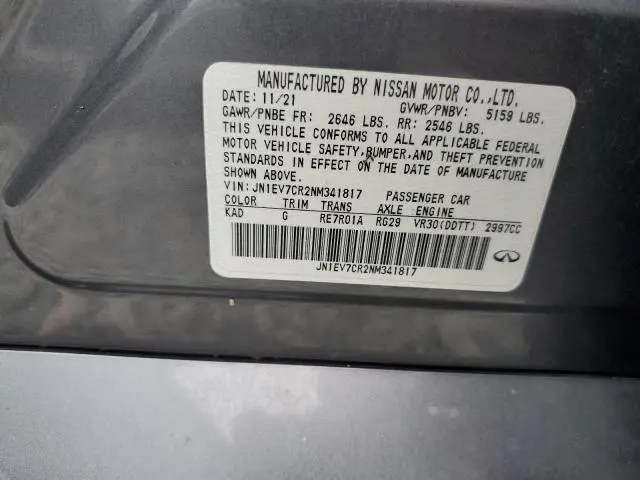 MANUFACTURED BY NISSAN MOTOR CO.,LTD.
DATE: 11/21 GVWR/PNBV: 5159 LBS.
GAWR/PNBE FR: 2646 LBS. RR: 2546 LBS.
THIS VEHICLE CONFORMS TO ALL APPLICABLE FEDERAL
MOTOR VEHICLE SAFETY, BUMPER, AND THEFT PREVENTION
STANDARDS IN EFFECT ON THE DATE OF MANUFACTURE
SHOWN ABOVE.
VIN: JN1EV7CR2NM341817 PASSENGER CAR
COLOR TRIM TRANS AXLE ENGINE
KAD G RE7R01A RG29 VR30(DDTT) 2997CC
JN1EV7CR2NM341817